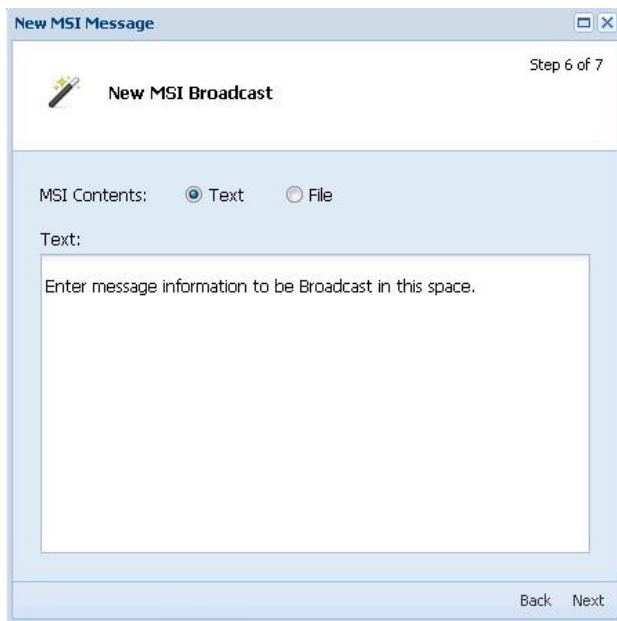 New MSI Message
Step 6 of 7
New MSI Broadcast
MSI Contents: Text File
Text:
Enter message information to be Broadcast in this space.
Back Next